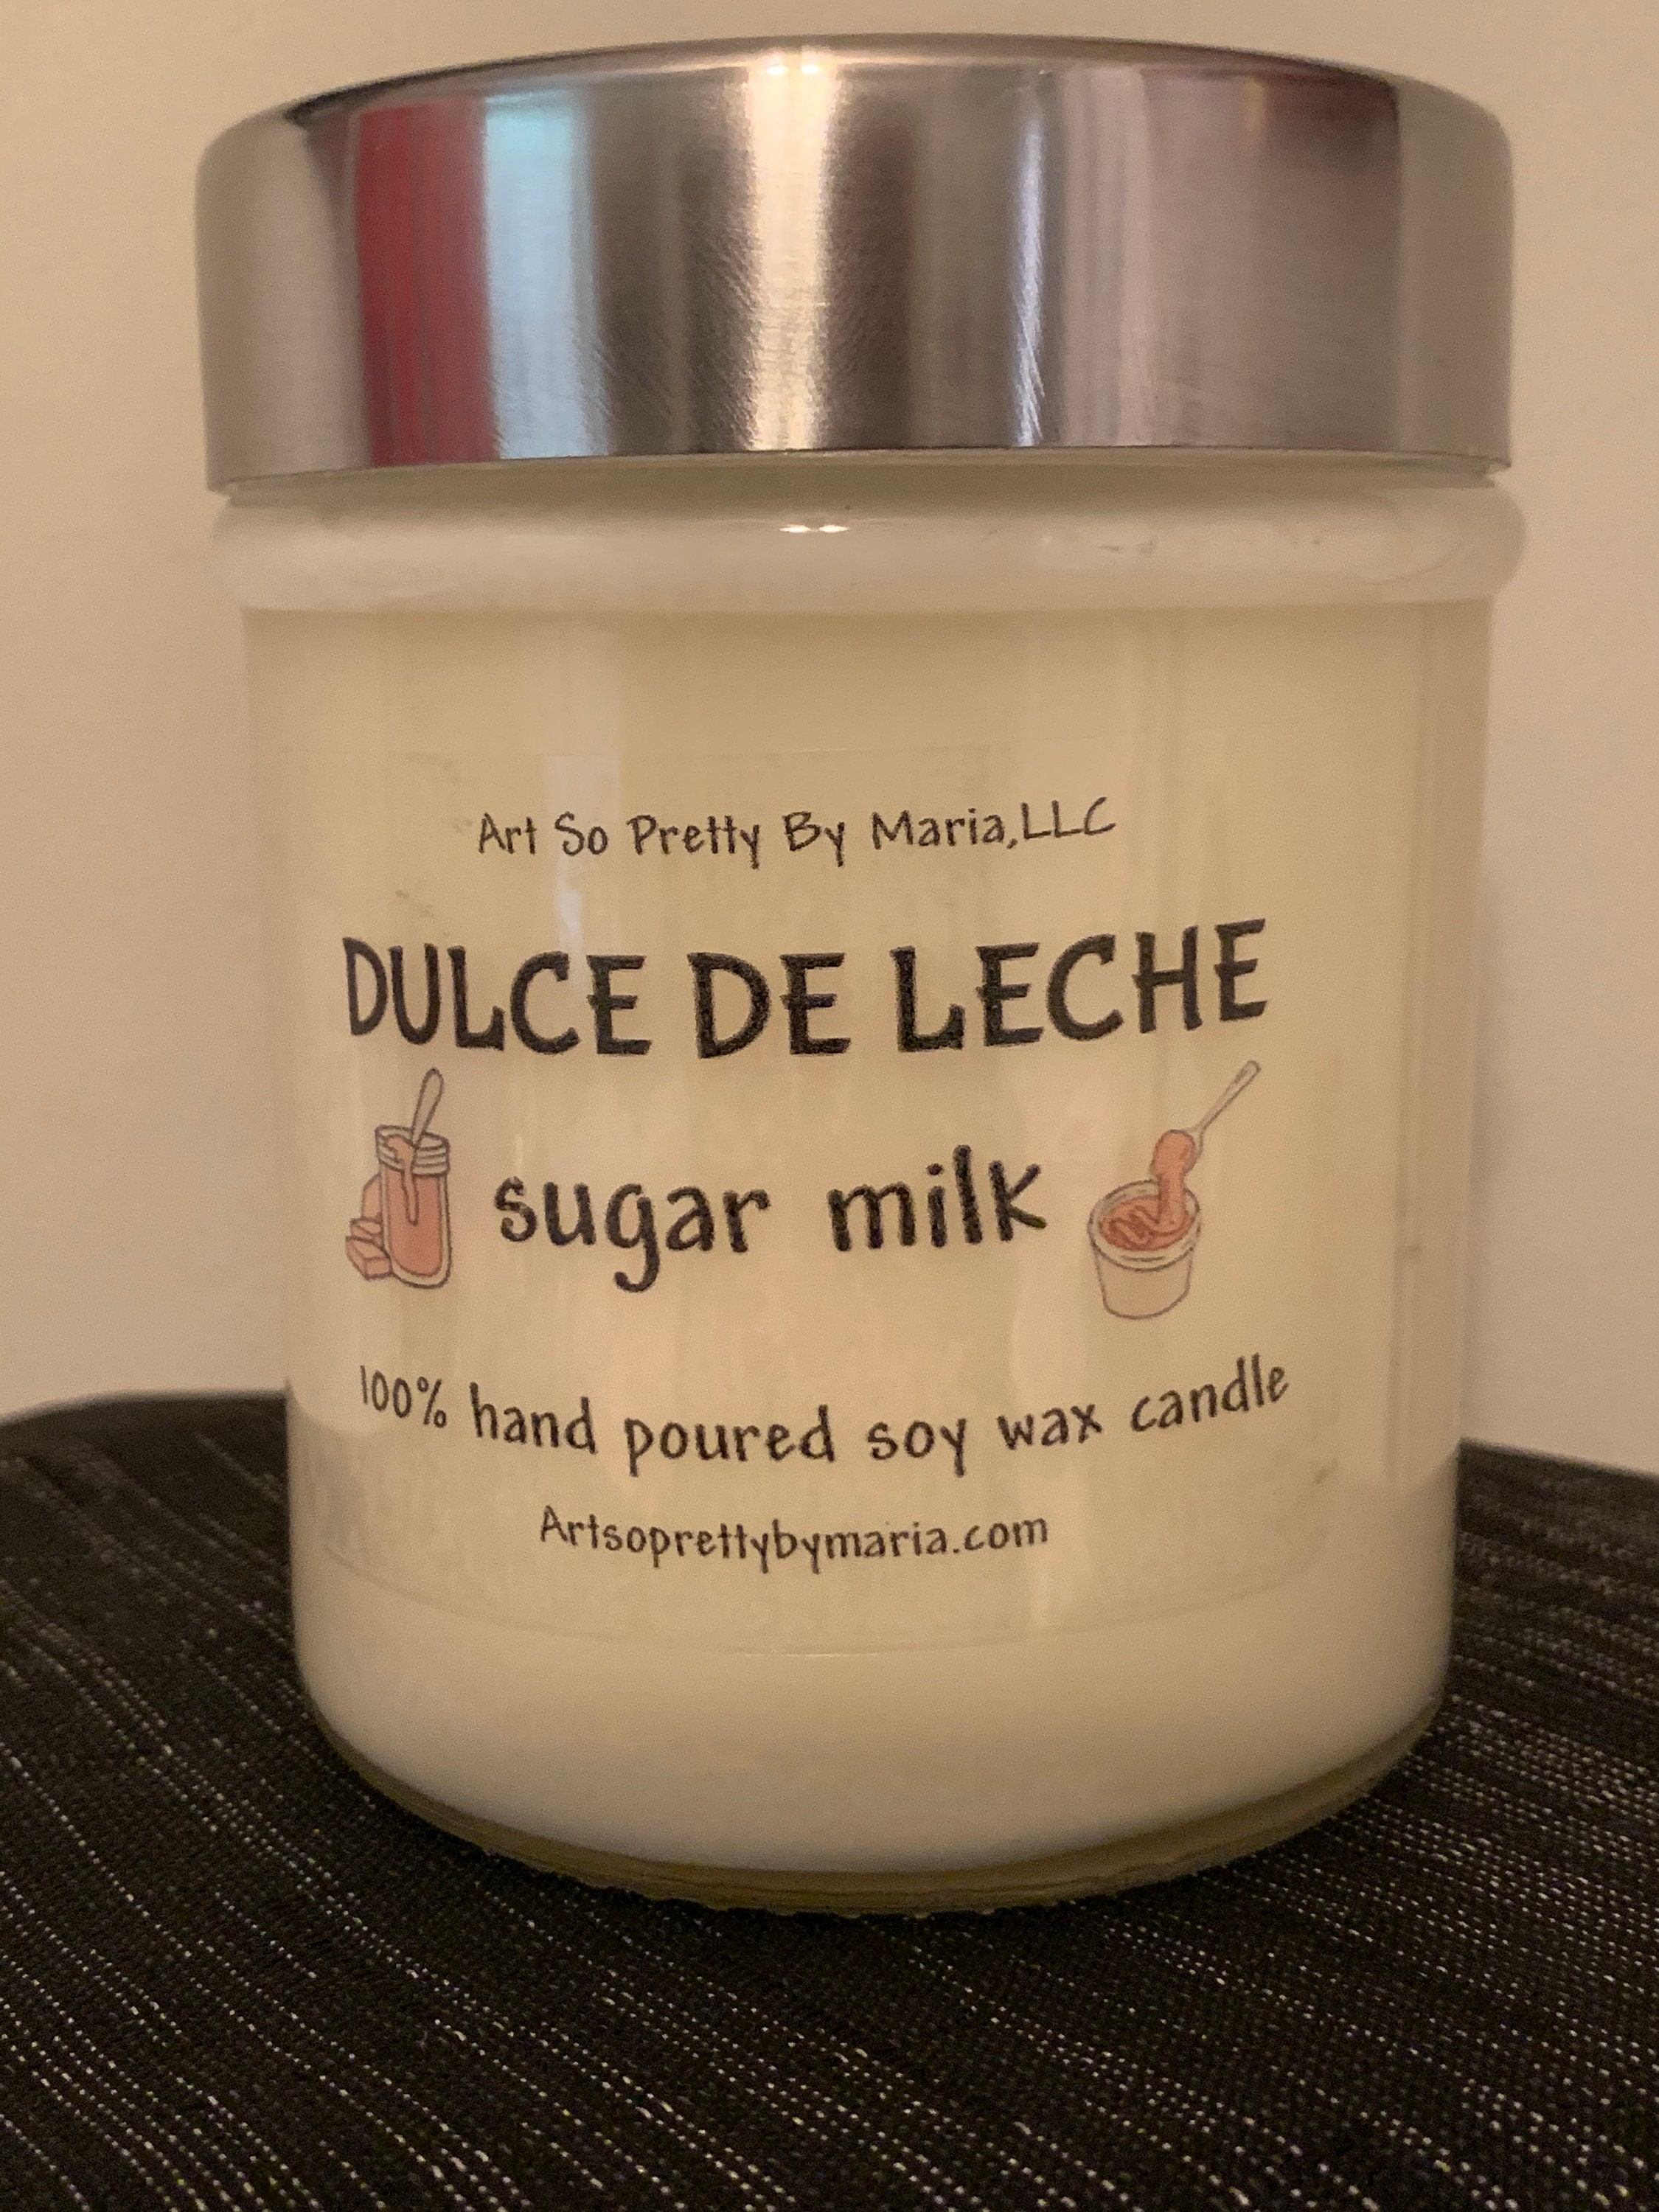 Art So Pretty By Maria,LLC
DULCE DE LECHE
sugar milk
100% hand poured soy wax candle
Artsoprettybymaria.com